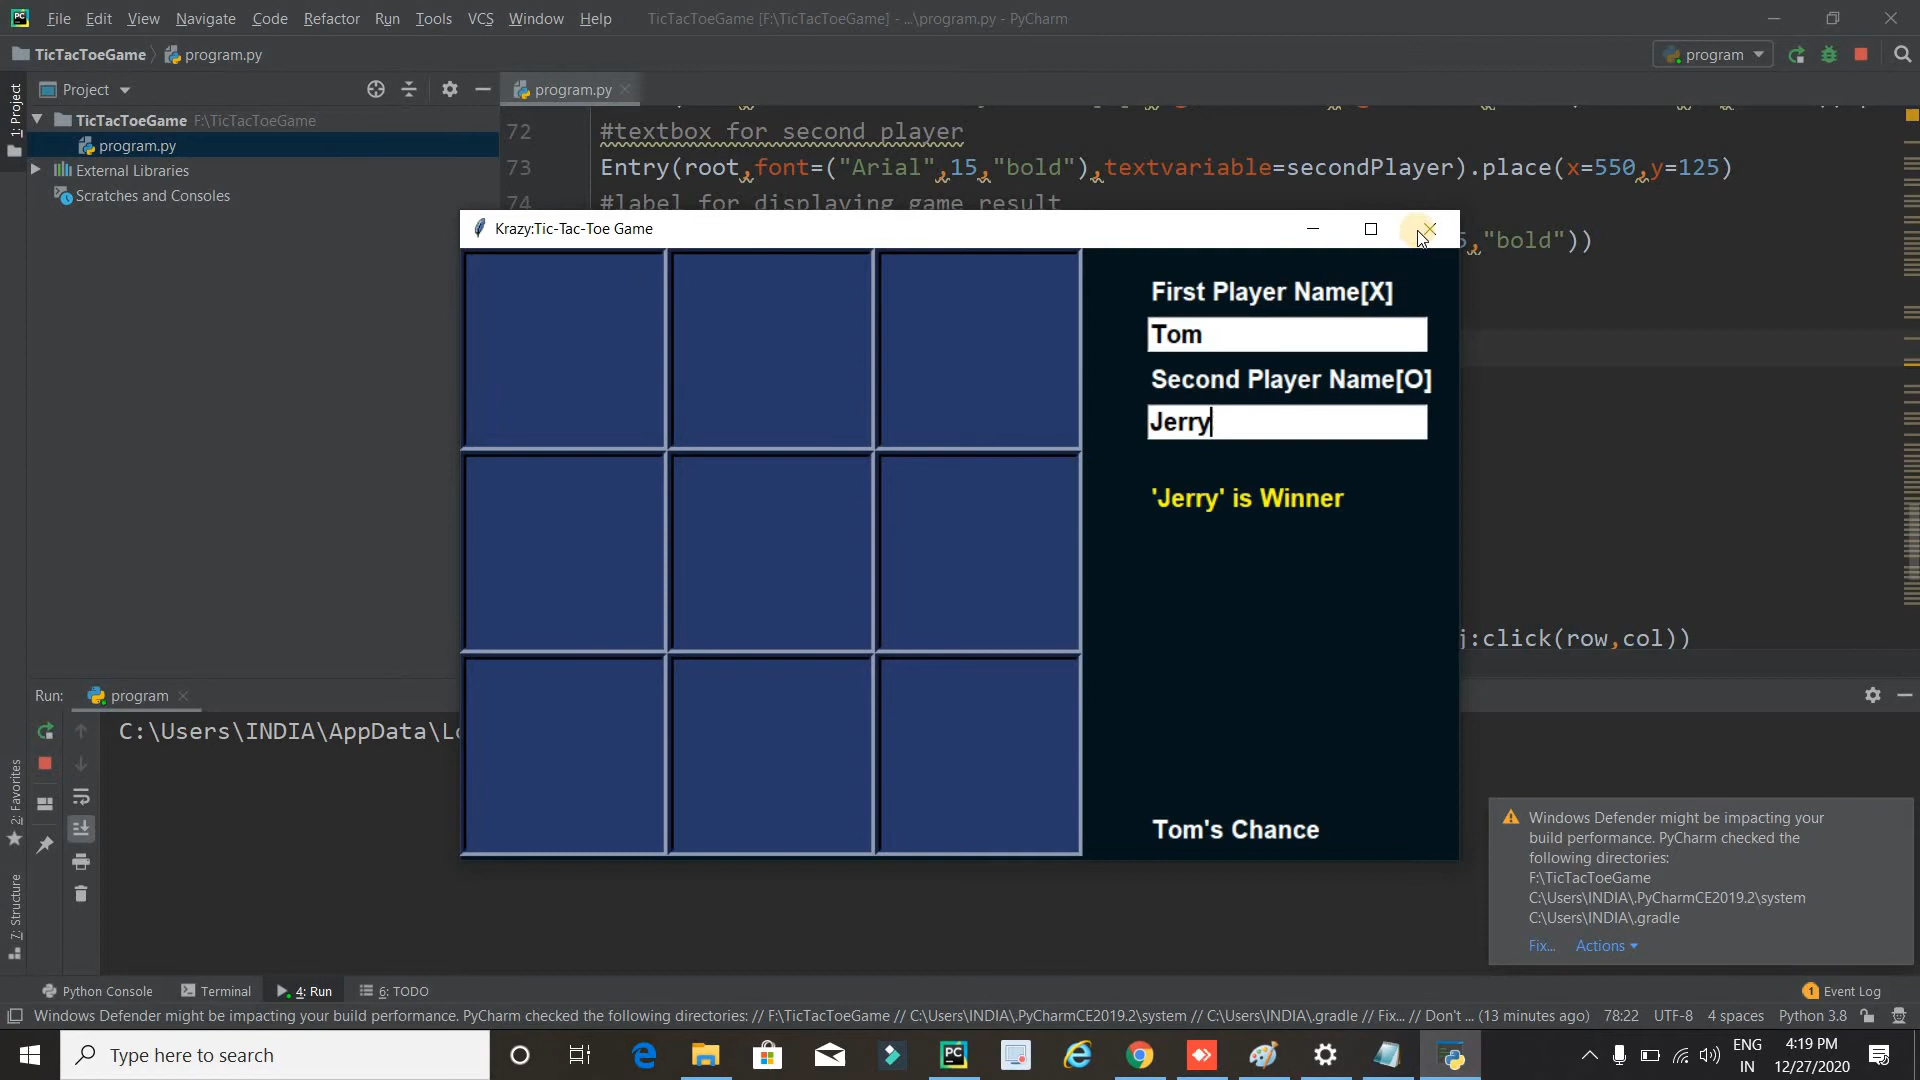 File Edit View Navigate Code Refactor Run Tools VCS Window Help TicTacToeGame [F:\TicTacToeGame] - ...\program.py - PyCharm
TicTacToeGame program.py program
1: Project
Project program.py
TicTacToeGame F:\TicTacToeGame
program.py
External Libraries
Scratches and Consoles
72 #textbox for second player
73 Entry(root,font=("Arial",15,"bold"),textvariable=secondPlayer).place(x=550,y=125)
74 #label for displaying game result
,"bold"))
j:click(row,col))
Krazy:Tic-Tac-Toe Game
First Player Name[X]
Tom
Second Player Name[O]
Jerry
'Jerry' is Winner
Tom's Chance
Run: program
C:\Users\INDIA\AppData\Lo
2: Favorites
7: Structure
Windows Defender might be impacting your
build performance. PyCharm checked the
following directories:
F:\TicTacToeGame
C:\Users\INDIA\.PyCharmCE2019.2\system
C:\Users\INDIA\.gradle
Fix... Actions
Python Console Terminal 4: Run 6: TODO 1 Event Log
Windows Defender might be impacting your build performance. PyCharm checked the following directories: // F:\TicTacToeGame // C:\Users\INDIA\.PyCharmCE2019.2\system // C:\Users\INDIA\.gradle // Fix... // Don't ... (13 minutes ago) 78:22 UTF-8 4 spaces Python 3.8
Type here to search
ENG
IN
4:19 PM
12/27/2020